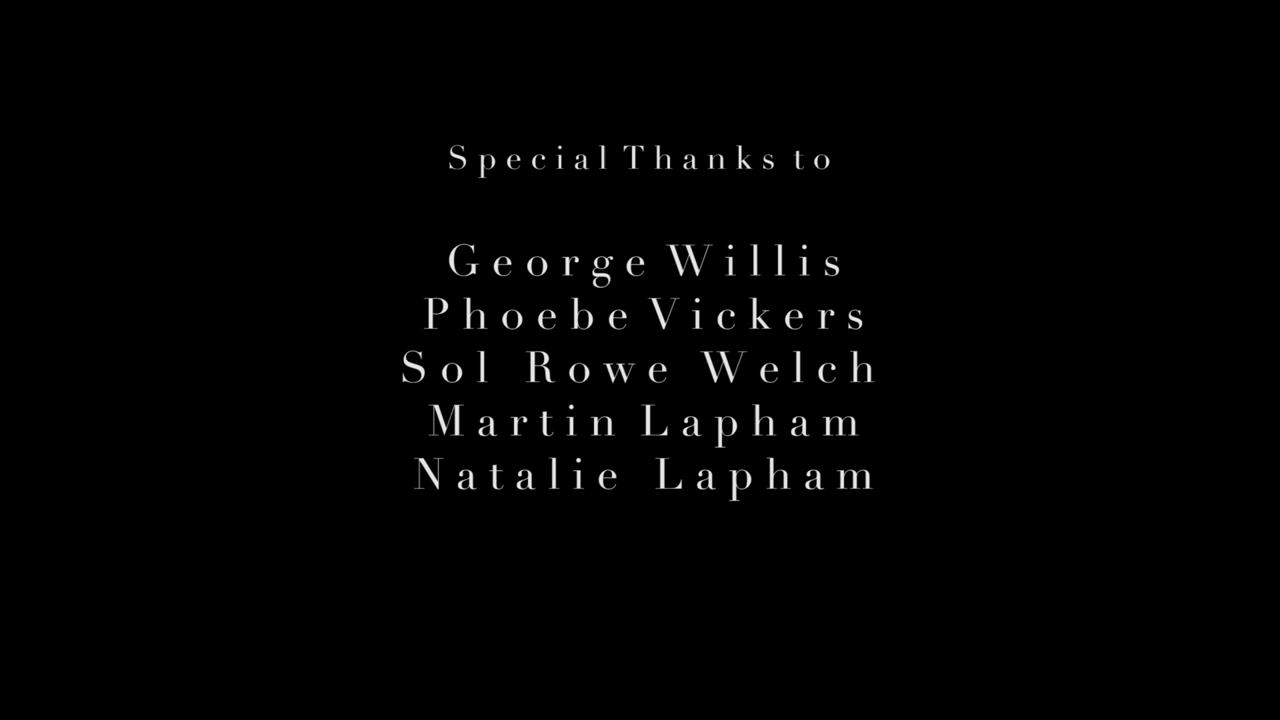 Special Thanks to
George Willis
Phoebe Vickers
Sol Rowe Welch
Martin Lapham
Natalie Lapham